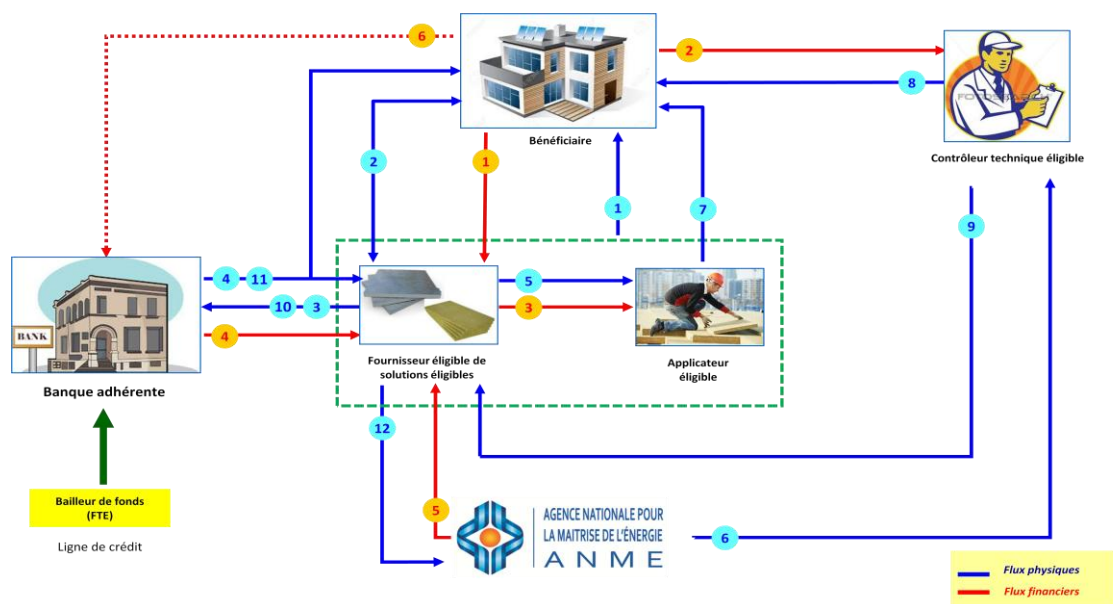 6
2
8
Bénéficiaire
Contrôleur technique éligible
2
1
1
7
9
4
11
5
10
3
3
4
BANK
Fournisseur éligible de
solutions éligibles
Applicateur
éligible
Banque adhérente
12
Bailleur de fonds
(FTE)
Ligne de crédit
5
AGENCE NATIONALE POUR
LA MAITRISE DE L'ÉNERGIE
ANME
6
Flux physiques
Flux financiers